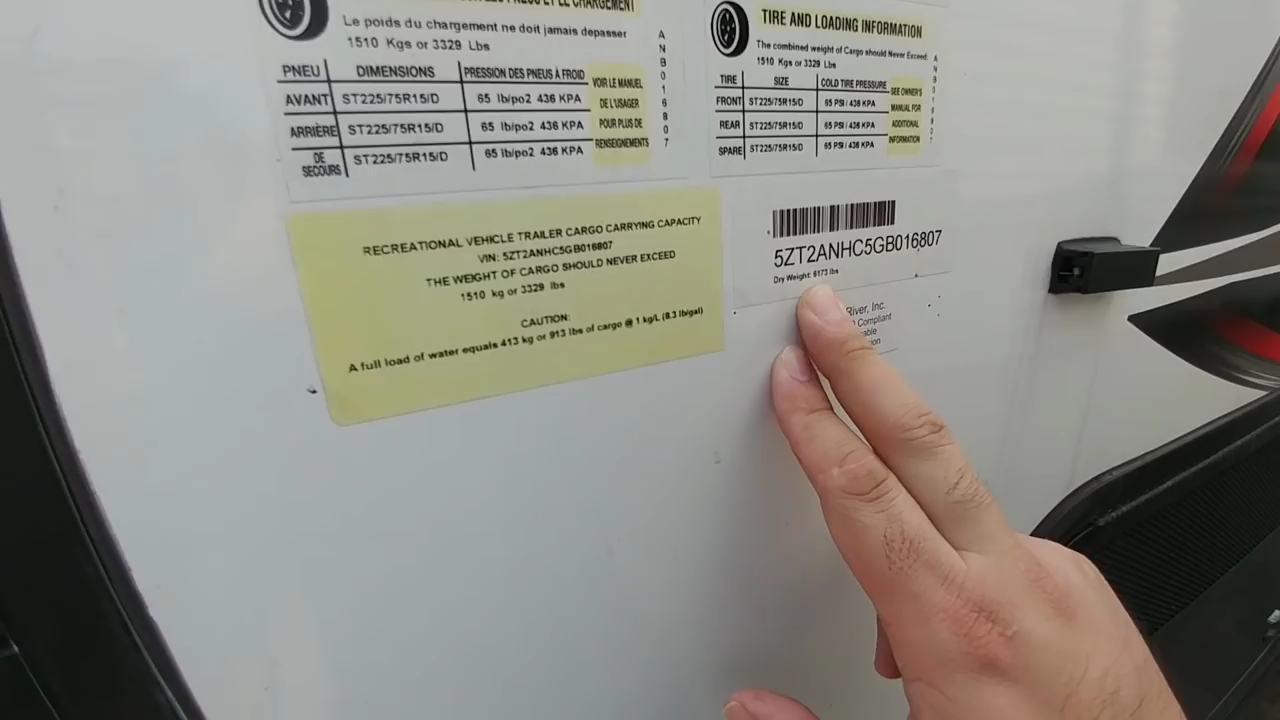 CHARGEMENT
Le poids du chargement ne doit jamais depasser
1510 Kgs or 3329 Lbs
PNEU DIMENSIONS PRESSION DES PNEUS À FROID
AVANT ST225/75R15/D 65 lb/po2 436 KPA
ARRIÈRE ST225/75R15/D 65 lb/po2 436 KPA
DE SECOURS ST225/75R15/D 65 lb/po2 436 KPA
VOIR LE MANUEL
DE L'USAGER
POUR PLUS DE
RENSEIGNEMENTS
ANB016807
TIRE AND LOADING INFORMATION
The combined weight of Cargo should Never Exceed:
1510 Kgs or 3329 Lbs
TIRE SIZE COLD TIRE PRESSURE
FRONT ST225/75R15/D 65 PSI / 436 KPA
REAR ST225/75R15/D 65 PSI / 436 KPA
SPARE ST225/75R15/D 65 PSI / 436 KPA
SEE OWNER'S
MANUAL FOR
ADDITIONAL
INFORMATION
ANB016807
RECREATIONAL VEHICLE TRAILER CARGO CARRYING CAPACITY
VIN: 5ZT2ANHC5GB016807
THE WEIGHT OF CARGO SHOULD NEVER EXCEED
1510 kg or 3329 lbs
CAUTION:
A full load of water equals 413 kg or 913 lbs of cargo @ 1 kg/L (8.3 lb/gal)
5ZT2ANHC5GB016807
Dry Weight: 6173 lbs
River, Inc.
Compliant